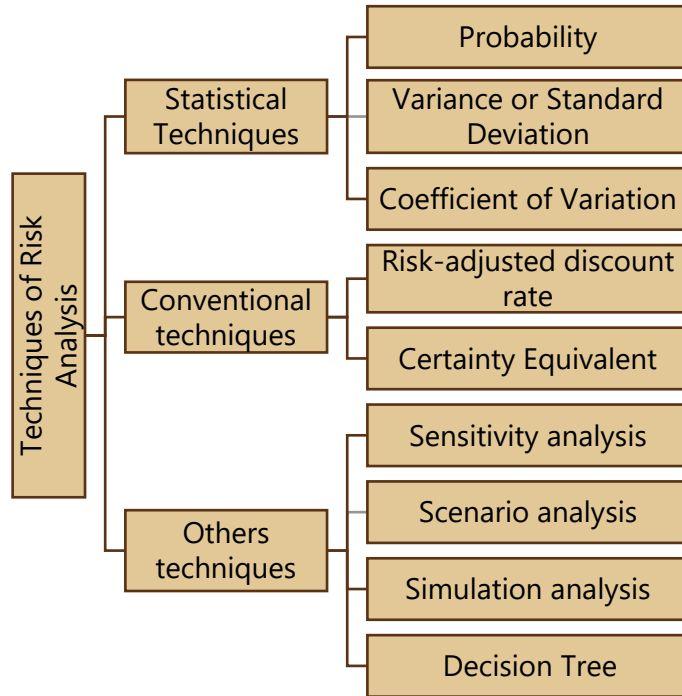 Techniques of Risk
Analysis
Statistical
Techniques
Probability
Variance or Standard
Deviation
Coefficient of Variation
Conventional
techniques
Risk-adjusted discount
rate
Certainty Equivalent
Others
techniques
Sensitivity analysis
Scenario analysis
Simulation analysis
Decision Tree